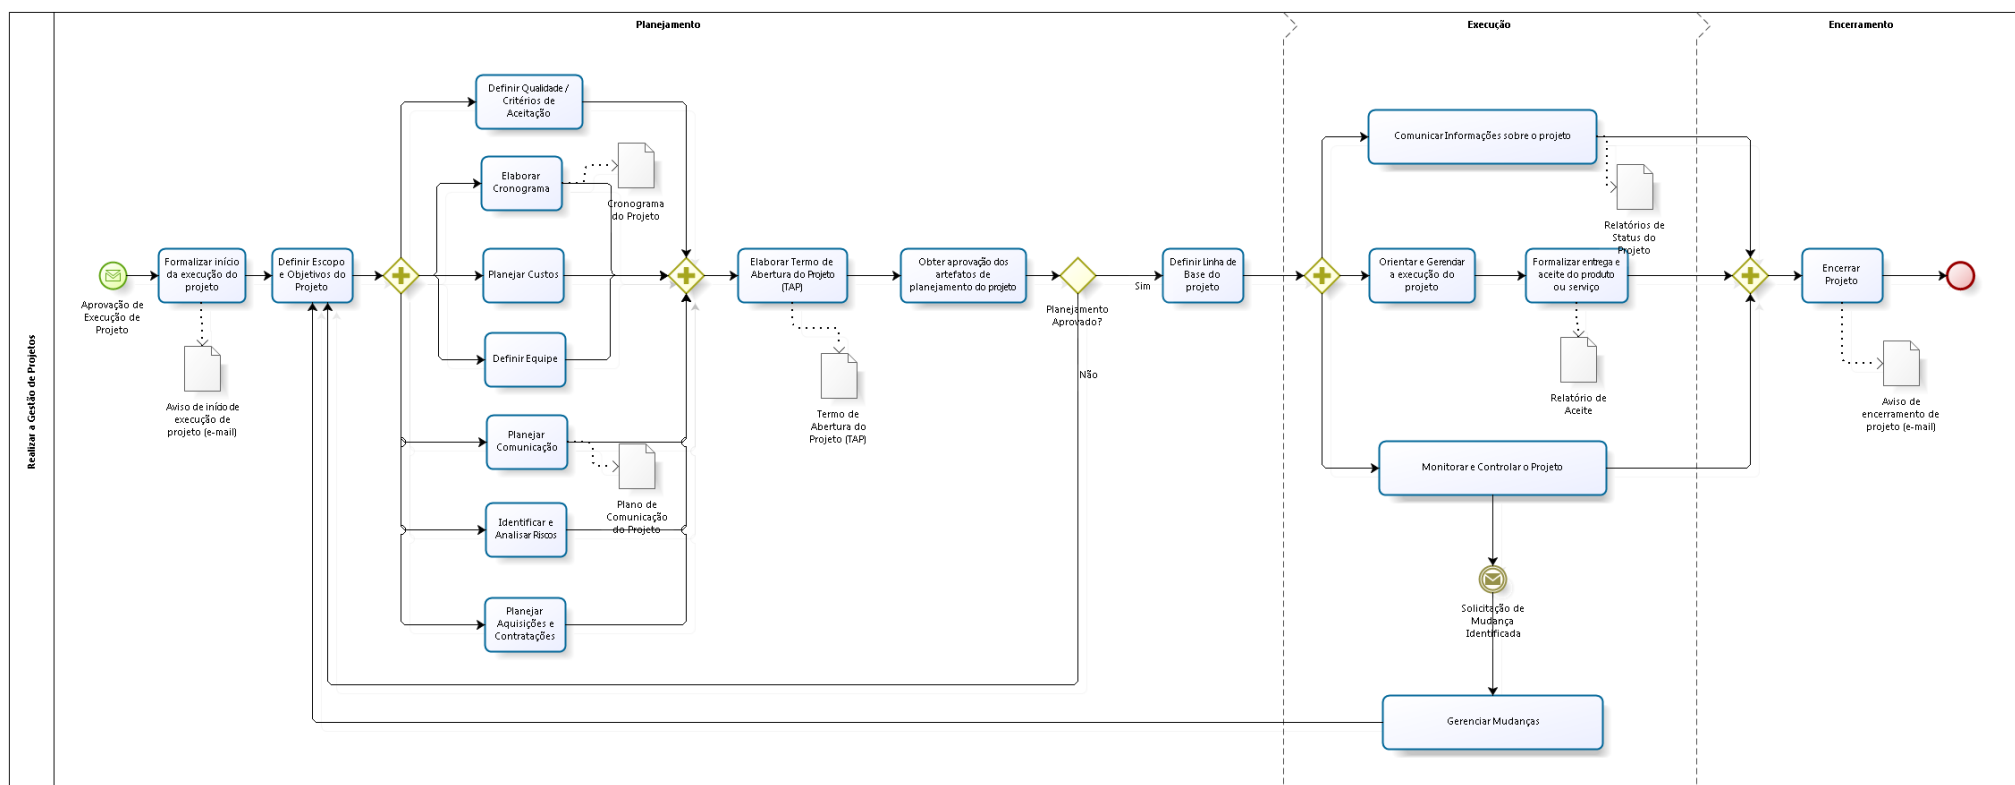 Planejamento
Execução
Encerramento
Realizar a Gestão de Projetos
Aprovação de
Execução de
Projeto
Formalizar início
da execução do
projeto
Aviso de início de
execução de
projeto (e-mail)
Definir Escopo
e Objetivos do
Projeto
Definir Qualidade /
Critérios de
Aceitação
Elaborar
Cronograma
Cronograma
do Projeto
Planejar Custos
Definir Equipe
Planejar
Comunicação
Plano de
Comunicação
do Projeto
Identificar e
Analisar Riscos
Planejar
Aquisições e
Contratações
Elaborar Termo de
Abertura do Projeto
(TAP)
Termo de
Abertura do
Projeto (TAP)
Obter aprovação dos
artefatos de
planejamento do projeto
Planejamento
Aprovado?
Sim
Não
Definir Linha de
Base do
projeto
Comunicar Informações sobre o projeto
Relatórios de
Status do
Projeto
Orientar e Gerenciar
a execução do
projeto
Formalizar entrega e
aceite do produto
ou serviço
Relatório de
Aceite
Monitorar e Controlar o Projeto
Solicitação de
Mudança
Identificada
Gerenciar Mudanças
Encerrar
Projeto
Aviso de
encerramento de
projeto (e-mail)